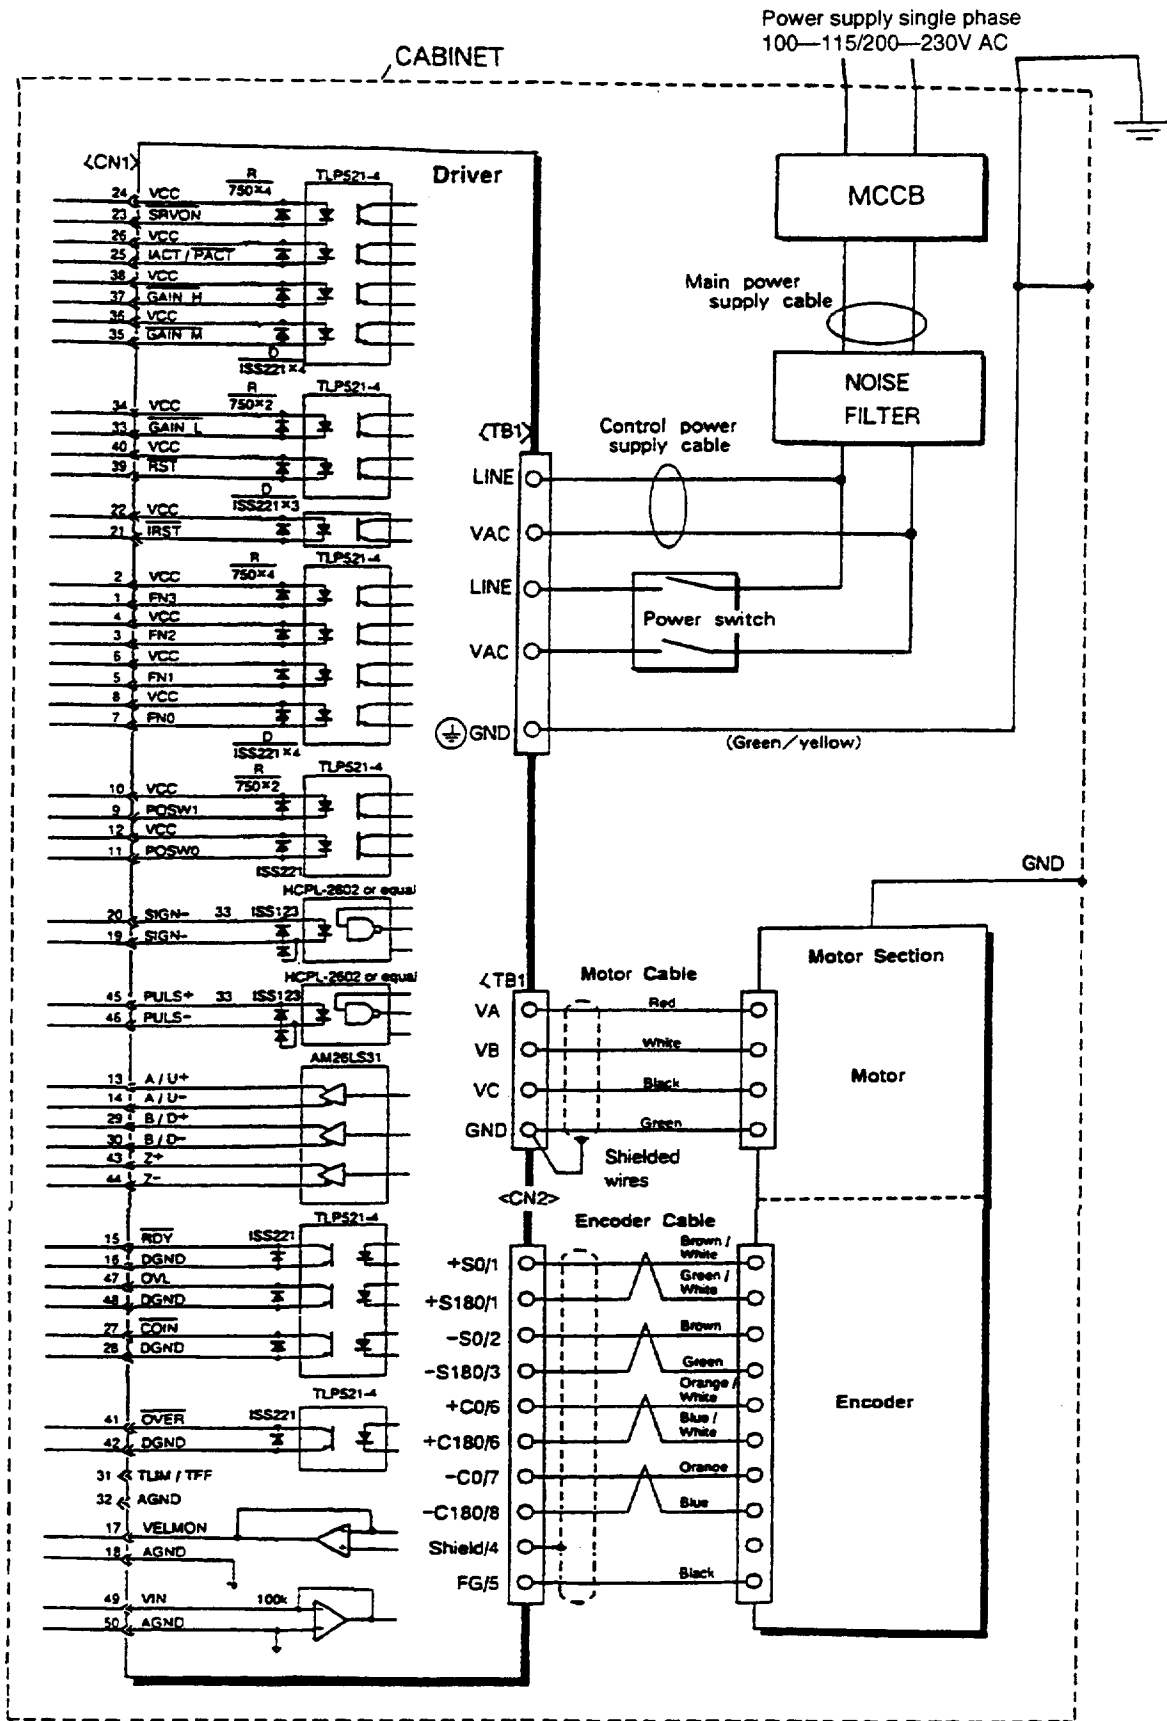 Power supply single phase
100—115/200—230V AC
CABINET
<CN1>
Driver
R
750×4
TLP521-4
24 VCC
23 SRVON
26 VCC
25 IACT / PACT
38 VCC
37 GAIN H
36 VCC
35 GAIN M
D
ISS221×4
R
750×2
TLP521-4
34 VCC
33 GAIN L
40 VCC
39 RST
D
ISS221×3
22 VCC
21 IRST
TLP521-4
R
750×4
2 VCC
1 FN3
4 VCC
3 FN2
6 VCC
5 FN1
8 VCC
7 FN0
D
ISS221×4
R
750×2
TLP521-4
10 VCC
9 POSW1
12 VCC
11 POSW0
ISS221
HCPL-2602 or equal
20 SIGN- 33 ISS123
19 SIGN-
HCPL-2602 or equal
45 PULS+ 33 ISS123
46 PULS-
AM26LS31
13 A / U+
14 A / U-
29 B / D+
30 B / D-
43 Z+
44 Z-
TLP521-4
15 RDY ISS221
16 DGND
47 OVL
48 DGND
27 COIN
28 DGND
TLP521-4
41 OVER ISS221
42 DGND
31 TLIM / TFF
32 AGND
17 VELMON
18 AGND
49 VIN 100k
50 AGND
MCCB
Main power
supply cable
NOISE
FILTER
Control power
supply cable
<TB1>
LINE
VAC
LINE
Power switch
VAC
GND
(Green/yellow)
GND
Motor Section
<TB1
Motor Cable
VA Red
VB White
Motor
VC Black
GND Green
Shielded
wires
<CN2>
Encoder Cable
+S0/1 Brown /
White
+S180/1 Green /
White
-S0/2 Brown
-S180/3 Green
+C0/6 Orange /
White
Encoder
+C180/6 Blue /
White
-C0/7 Orange
-C180/8 Blue
Shield/4
FG/5 Black